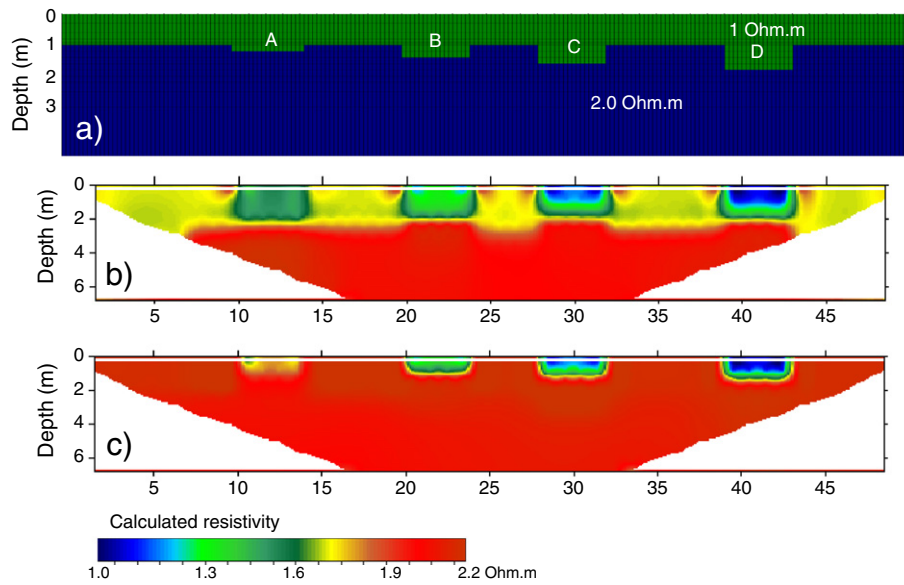 0
1
2
3
Depth (m)
A
B
C
D
1 Ohm.m
2.0 Ohm.m
a)
0
2
4
6
Depth (m)
b)
5 10 15 20 25 30 35 40 45
0
2
4
6
Depth (m)
c)
5 10 15 20 25 30 35 40 45
Calculated resistivity
1.0 1.3 1.6 1.9 2.2 Ohm.m